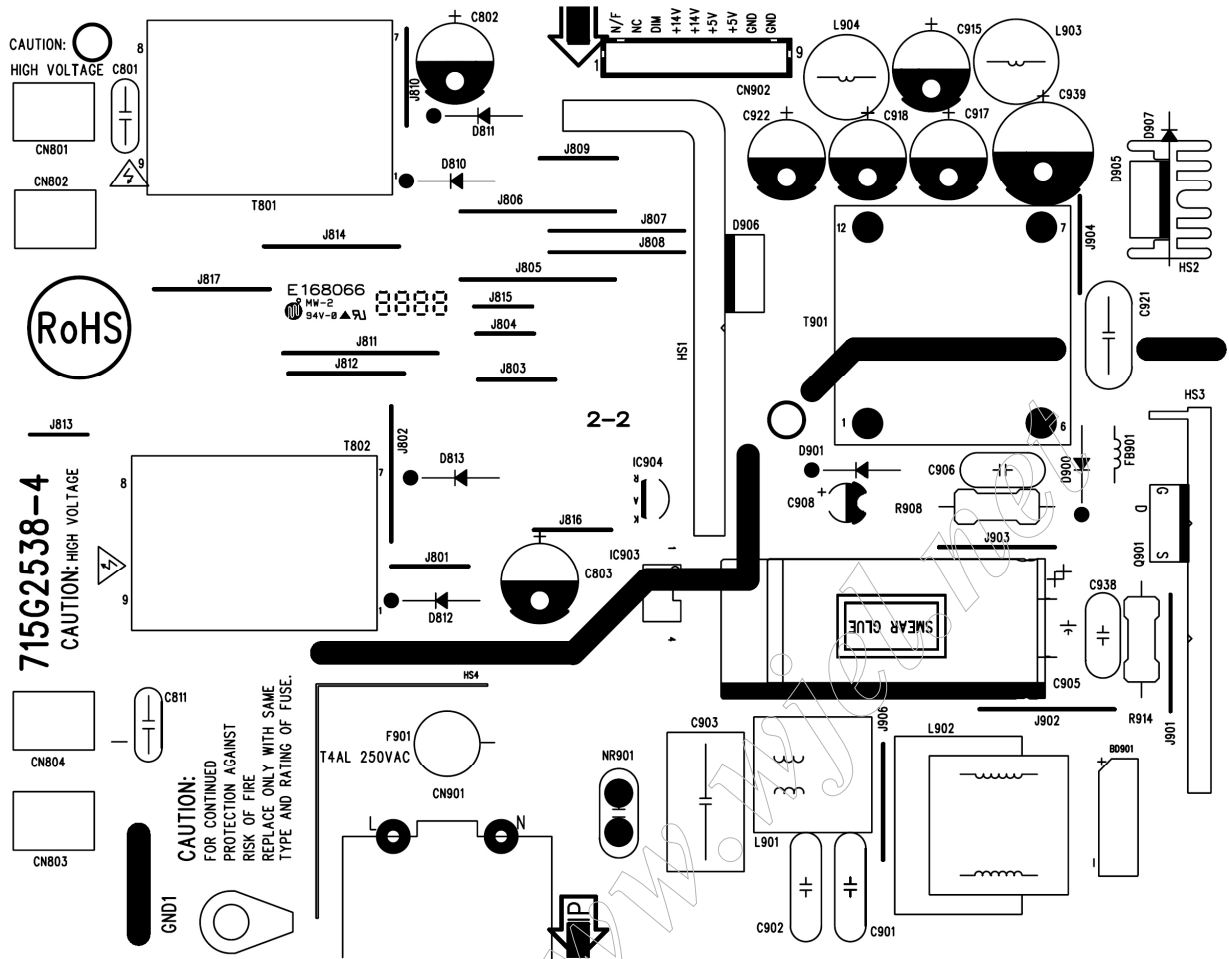 CAUTION:
HIGH VOLTAGE
C801
CN801
CN802
8
7
9
1
T801
J810
C802
D811
D810
N/F
NC
DIM
+14V
+14V
+5V
+5V
GND
GND
1
9
CN902
L904
C915
L903
C922
C918
C917
C939
D907
D905
HS2
J809
J806
J807
J808
J814
J805
J817
E168066
MW-2
94V-0
8888
J815
J804
J811
J812
J803
RoHS
HS1
D906
12
7
T901
1
6
J904
C921
HS3
J813
2-2
T802
J802
8
7
9
1
D813
IC904
R
A
K
D901
C908
C906
R908
D900
FB901
G
D
S
Q901
J903
715G2538-4
CAUTION: HIGH VOLTAGE
J816
J801
C803
IC903
1
4
D812
SMEAR GLUE
C938
C905
J902
R914
J901
HS4
C811
CN804
CN803
F901
T4AL 250VAC
CN901
L
N
NR901
C903
J906
L902
L901
BD901
C902
C901
CAUTION:
FOR CONTINUED
PROTECTION AGAINST
RISK OF FIRE
REPLACE ONLY WITH SAME
TYPE AND RATING OF FUSE.
GND1